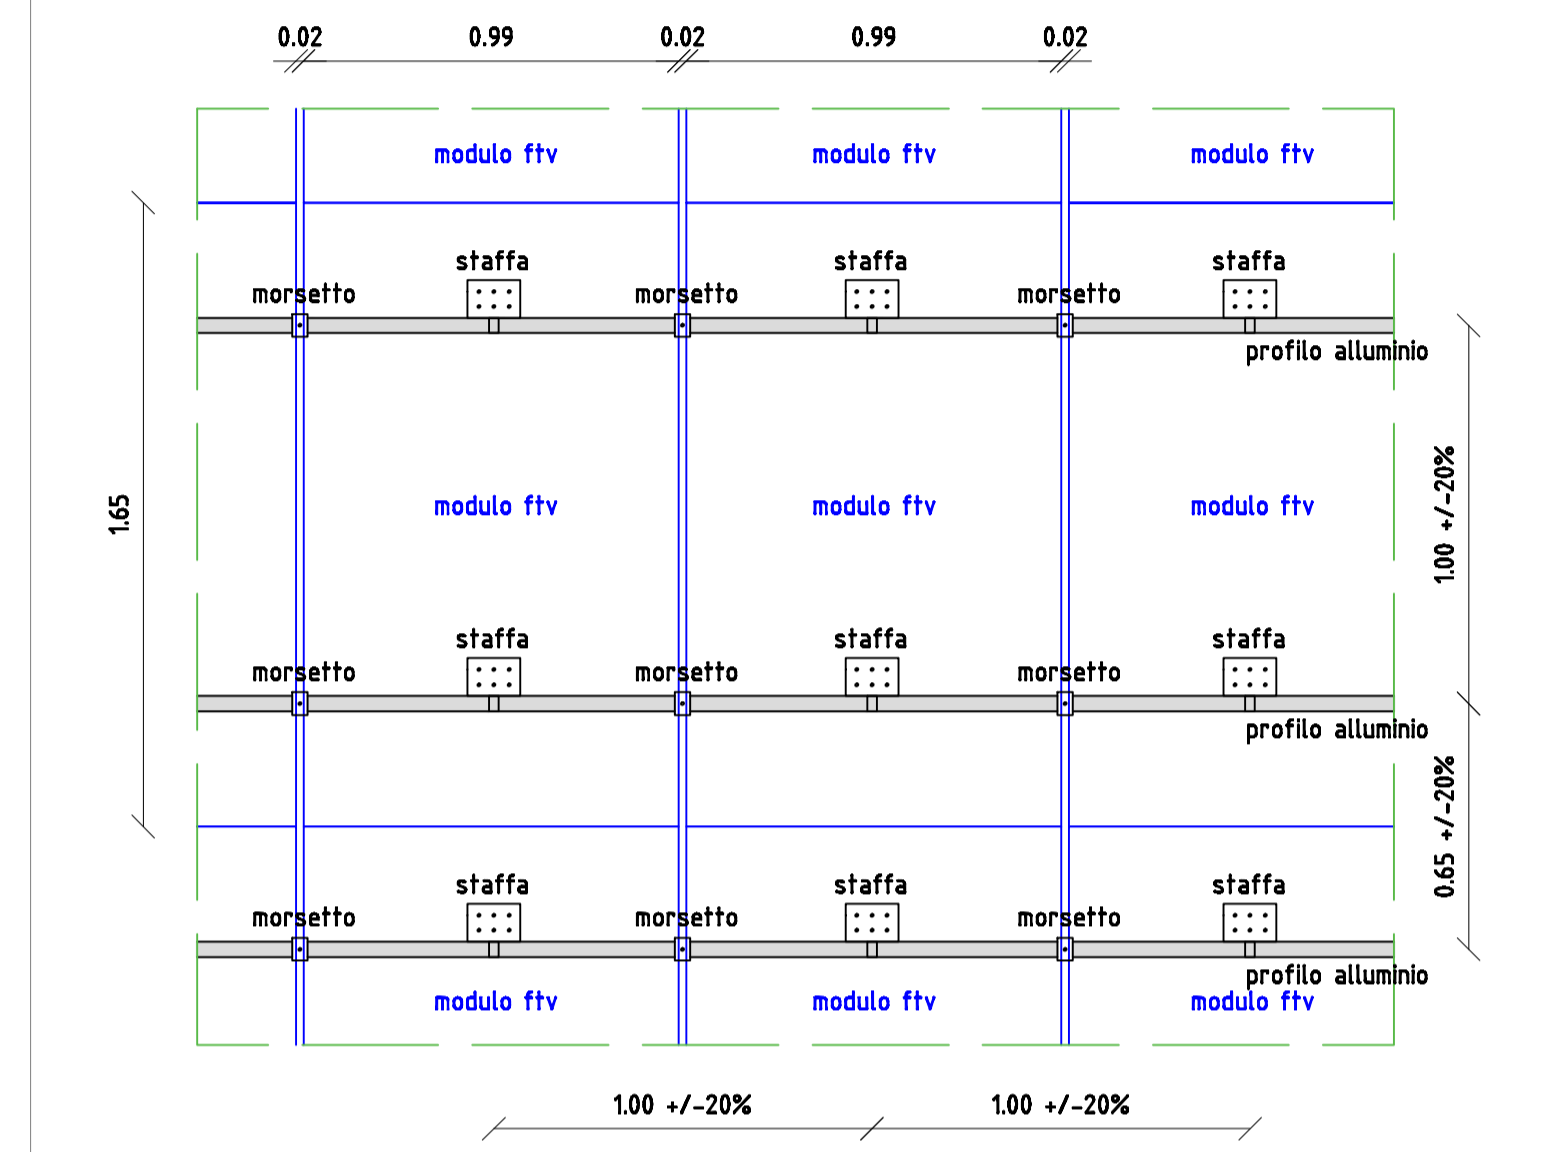 0.02 0.99 0.02 0.99 0.02
modulo ftv modulo ftv modulo ftv
staffa staffa staffa
morsetto morsetto morsetto
profilo alluminio
1.65
modulo ftv modulo ftv modulo ftv
1.00 +/-20%
staffa staffa staffa
morsetto morsetto morsetto
profilo alluminio
0.65 +/-20%
staffa staffa staffa
morsetto morsetto morsetto
profilo alluminio
modulo ftv modulo ftv modulo ftv
1.00 +/-20% 1.00 +/-20%